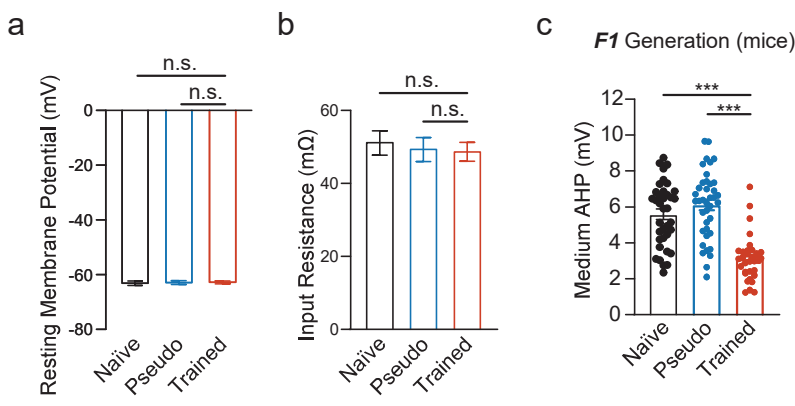 a
n.s.
n.s.
Resting Membrane Potential (mV)
0
-20
-40
-60
-80
Naïve
Pseudo
Trained
b
n.s.
n.s.
Input Resistance (mΩ)
60
40
20
0
Naïve
Pseudo
Trained
c
F1 Generation (mice)
***
***
Medium AHP (mV)
12
10
8
6
4
2
0
Naïve
Pseudo
Trained